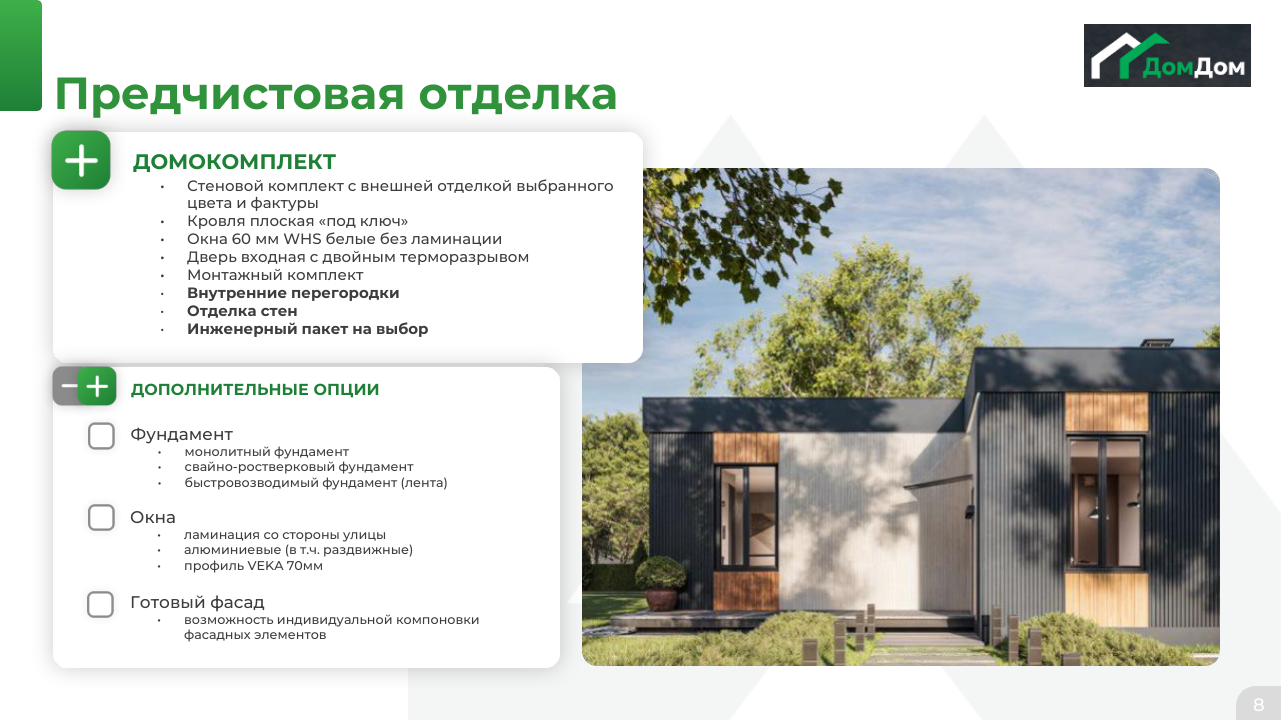 ДомДом
Предчистовая отделка
ДОМОКОМПЛЕКТ
• Стеновой комплект с внешней отделкой выбранного
цвета и фактуры
• Кровля плоская «под ключ»
• Окна 60 мм WHS белые без ламинации
• Дверь входная с двойным терморазрывом
• Монтажный комплект
• Внутренние перегородки
• Отделка стен
• Инженерный пакет на выбор
ДОПОЛНИТЕЛЬНЫЕ ОПЦИИ
Фундамент
• монолитный фундамент
• свайно-ростверковый фундамент
• быстровозводимый фундамент (лента)
Окна
• ламинация со стороны улицы
• алюминиевые (в т.ч. раздвижные)
• профиль VEKA 70мм
Готовый фасад
• возможность индивидуальной компоновки
фасадных элементов
8